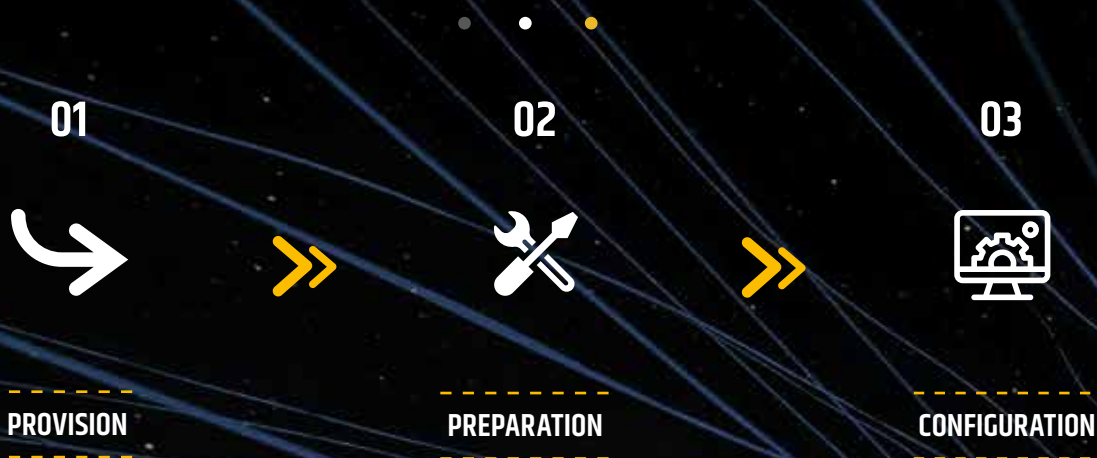 01
02
03
PROVISION
PREPARATION
CONFIGURATION